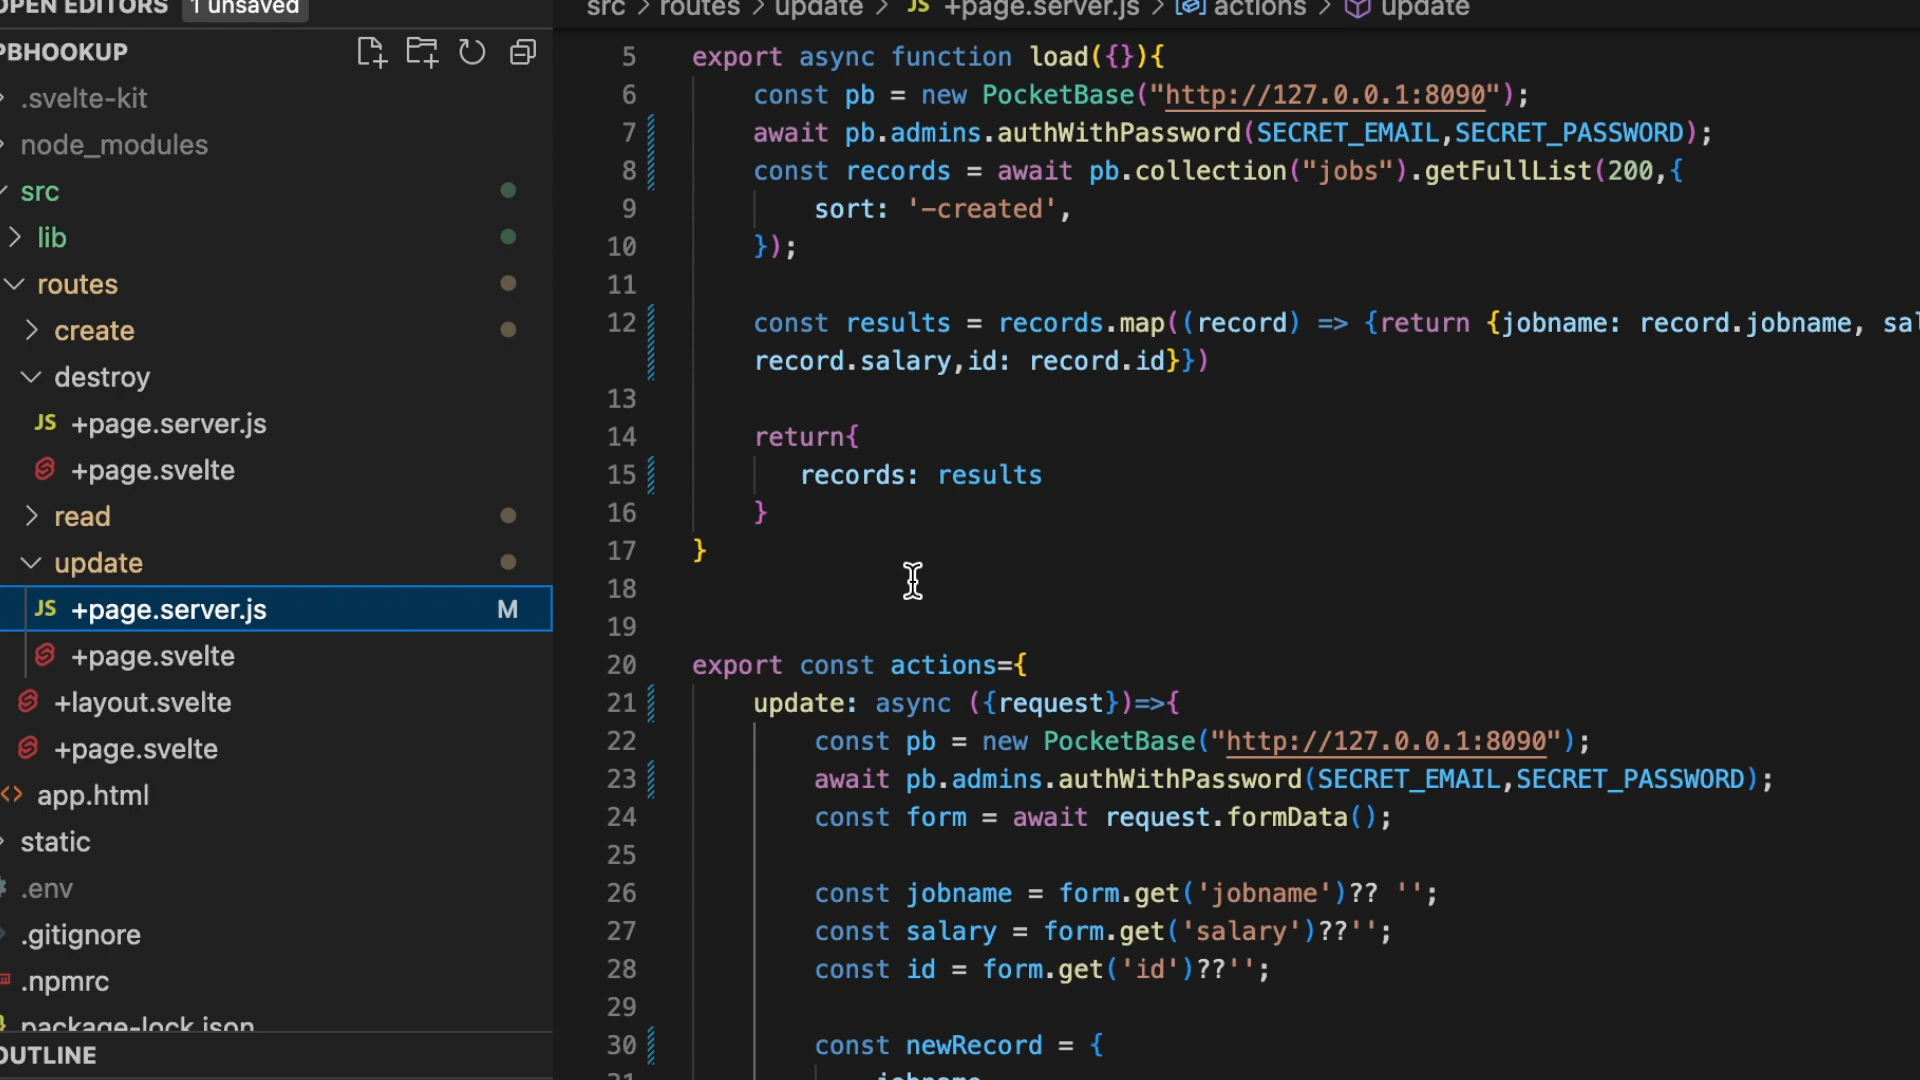 OPEN EDITORS 1 unsaved
PBHOOKUP
.svelte-kit
node_modules
src
lib
routes
create
destroy
JS +page.server.js
+page.svelte
read
update
JS +page.server.js M
+page.svelte
+layout.svelte
+page.svelte
<> app.html
static
.env
.gitignore
.npmrc
package-lock.json
OUTLINE
src > routes > update > JS +page.server.js > actions > update
5 export async function load({}){
6 const pb = new PocketBase("http://127.0.0.1:8090");
7 await pb.admins.authWithPassword(SECRET_EMAIL,SECRET_PASSWORD);
8 const records = await pb.collection("jobs").getFullList(200,{
9 sort: '-created',
10 });
11
12 const results = records.map((record) => {return {jobname: record.jobname, sal
record.salary,id: record.id}})
13
14 return{
15 records: results
16 }
17 }
18
19
20 export const actions={
21 update: async ({request})=>{
22 const pb = new PocketBase("http://127.0.0.1:8090");
23 await pb.admins.authWithPassword(SECRET_EMAIL,SECRET_PASSWORD);
24 const form = await request.formData();
25
26 const jobname = form.get('jobname')?? '';
27 const salary = form.get('salary')??'';
28 const id = form.get('id')??'';
29
30 const newRecord = {
31 jobname